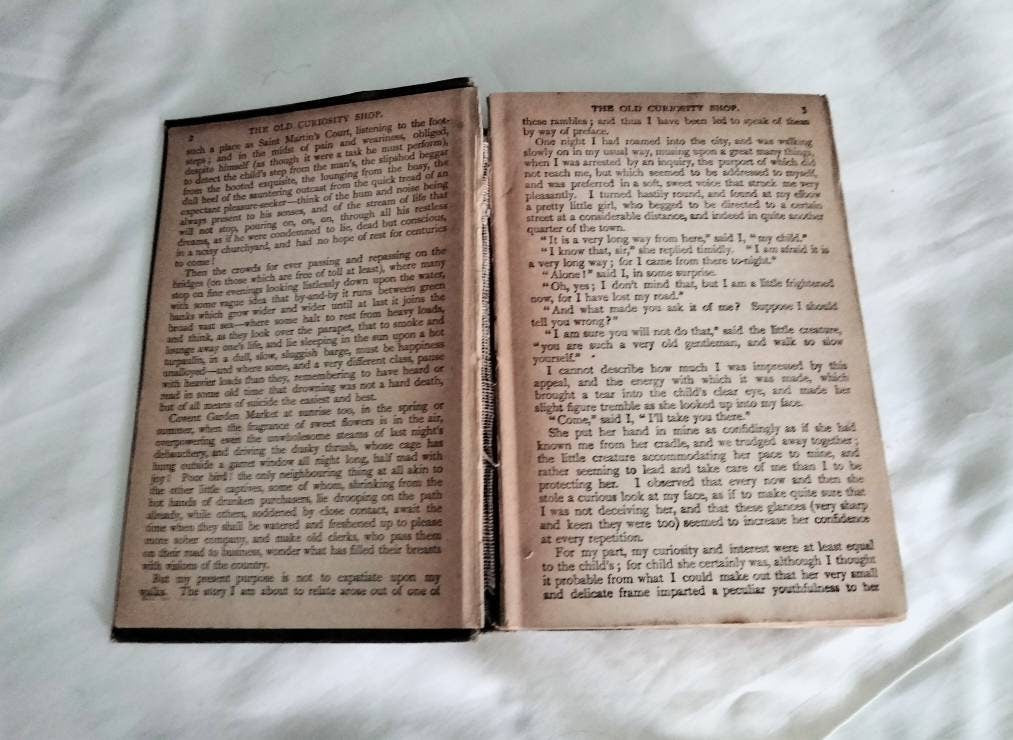 2
THE OLD CURIOSITY SHOP.
such a place as Saint Martin's Court, listening to the foot-
steps; and in the midst of pain and weariness, obliged,
despite himself (as though it were a task he must perform),
to detect the child's step from the man's, the slipshod beggar
from the booted exquisite, the lounging from the busy, the
dull heel of the sauntering outcast from the quick tread of an
expectant pleasure-seeker—think of the hum and noise being
always present to his senses, and of the stream of life that
will not stop, pouring on, on, on, through all his restless
dreams, as if he were condemned to lie, dead but conscious,
in a noisy churchyard, and had no hope of rest for centuries
to come!
Then the crowds for ever passing and repassing on the
bridges (on those which are free of toll at least), where many
stop on fine evenings looking listlessly down upon the water,
with some vague idea that by-and-by it runs between green
banks which grow wider and wider until at last it joins the
broad vast sea—where some halt to rest from heavy loads,
and think, as they look over the parapet, that to smoke and
lounge away one's life, and lie sleeping in the sun upon a hot
tarpaulin, in a dull, slow, sluggish barge, must be happiness
unalloyed—and where some, and a very different class, pause
with heavier loads than they, remembering to have heard or
read in some old time that drowning was not a hard death,
but of all means of suicide the easiest and best.
Covent Garden Market at sunrise too, in the spring or
summer, when the fragrance of sweet flowers is in the air,
overpowering even the unwholesome steams of last night's
debauchery, and driving the dusky thrush, whose cage has
hung outside a garret window all night long, half mad with
joy! Poor bird! the only neighbouring thing at all akin to
the other little captives, some of whom, shrinking from the
hot hands of drunken purchasers, lie drooping on the path
already, while others, soddened by close contact, await the
time when they shall be watered and freshened up to please
more sober company, and make old clerks, who pass them
on their road to business, wonder what has filled their breasts
with visions of the country.
But my present purpose is not to expatiate upon my
walks. The story I am about to relate arose out of one of
THE OLD CURIOSITY SHOP.
3
these rambles; and thus I have been led to speak of them
by way of preface.
One night I had roamed into the city, and was walking
slowly on in my usual way, musing upon a great many things,
when I was arrested by an inquiry, the purport of which did
not reach me, but which seemed to be addressed to myself,
and was preferred in a soft, sweet voice that struck me very
pleasantly. I turned hastily round, and found at my elbow
a pretty little girl, who begged to be directed to a certain
street at a considerable distance, and indeed in quite another
quarter of the town.
"It is a very long way from here," said I, "my child."
"I know that, sir," she replied timidly. "I am afraid it is
a very long way; for I came from there to-night."
"Alone!" said I, in some surprise.
"Oh, yes; I don't mind that, but I am a little frightened
now, for I have lost my road."
"And what made you ask it of me? Suppose I should
tell you wrong?"
"I am sure you will not do that," said the little creature,
"you are such a very old gentleman, and walk so slow
yourself."
I cannot describe how much I was impressed by this
appeal, and the energy with which it was made, which
brought a tear into the child's clear eye, and made her
slight figure tremble as she looked up into my face.
"Come," said I, "I'll take you there."
She put her hand in mine as confidingly as if she had
known me from her cradle, and we trudged away together;
the little creature accommodating her pace to mine, and
rather seeming to lead and take care of me than I to be
protecting her. I observed that every now and then she
stole a curious look at my face, as if to make quite sure that
I was not deceiving her, and that these glances (very sharp
and keen they were too) seemed to increase her confidence
at every repetition.
For my part, my curiosity and interest were at least equal
to the child's; for child she certainly was, although I thought
it probable from what I could make out that her very small
and delicate frame imparted a peculiar youthfulness to her